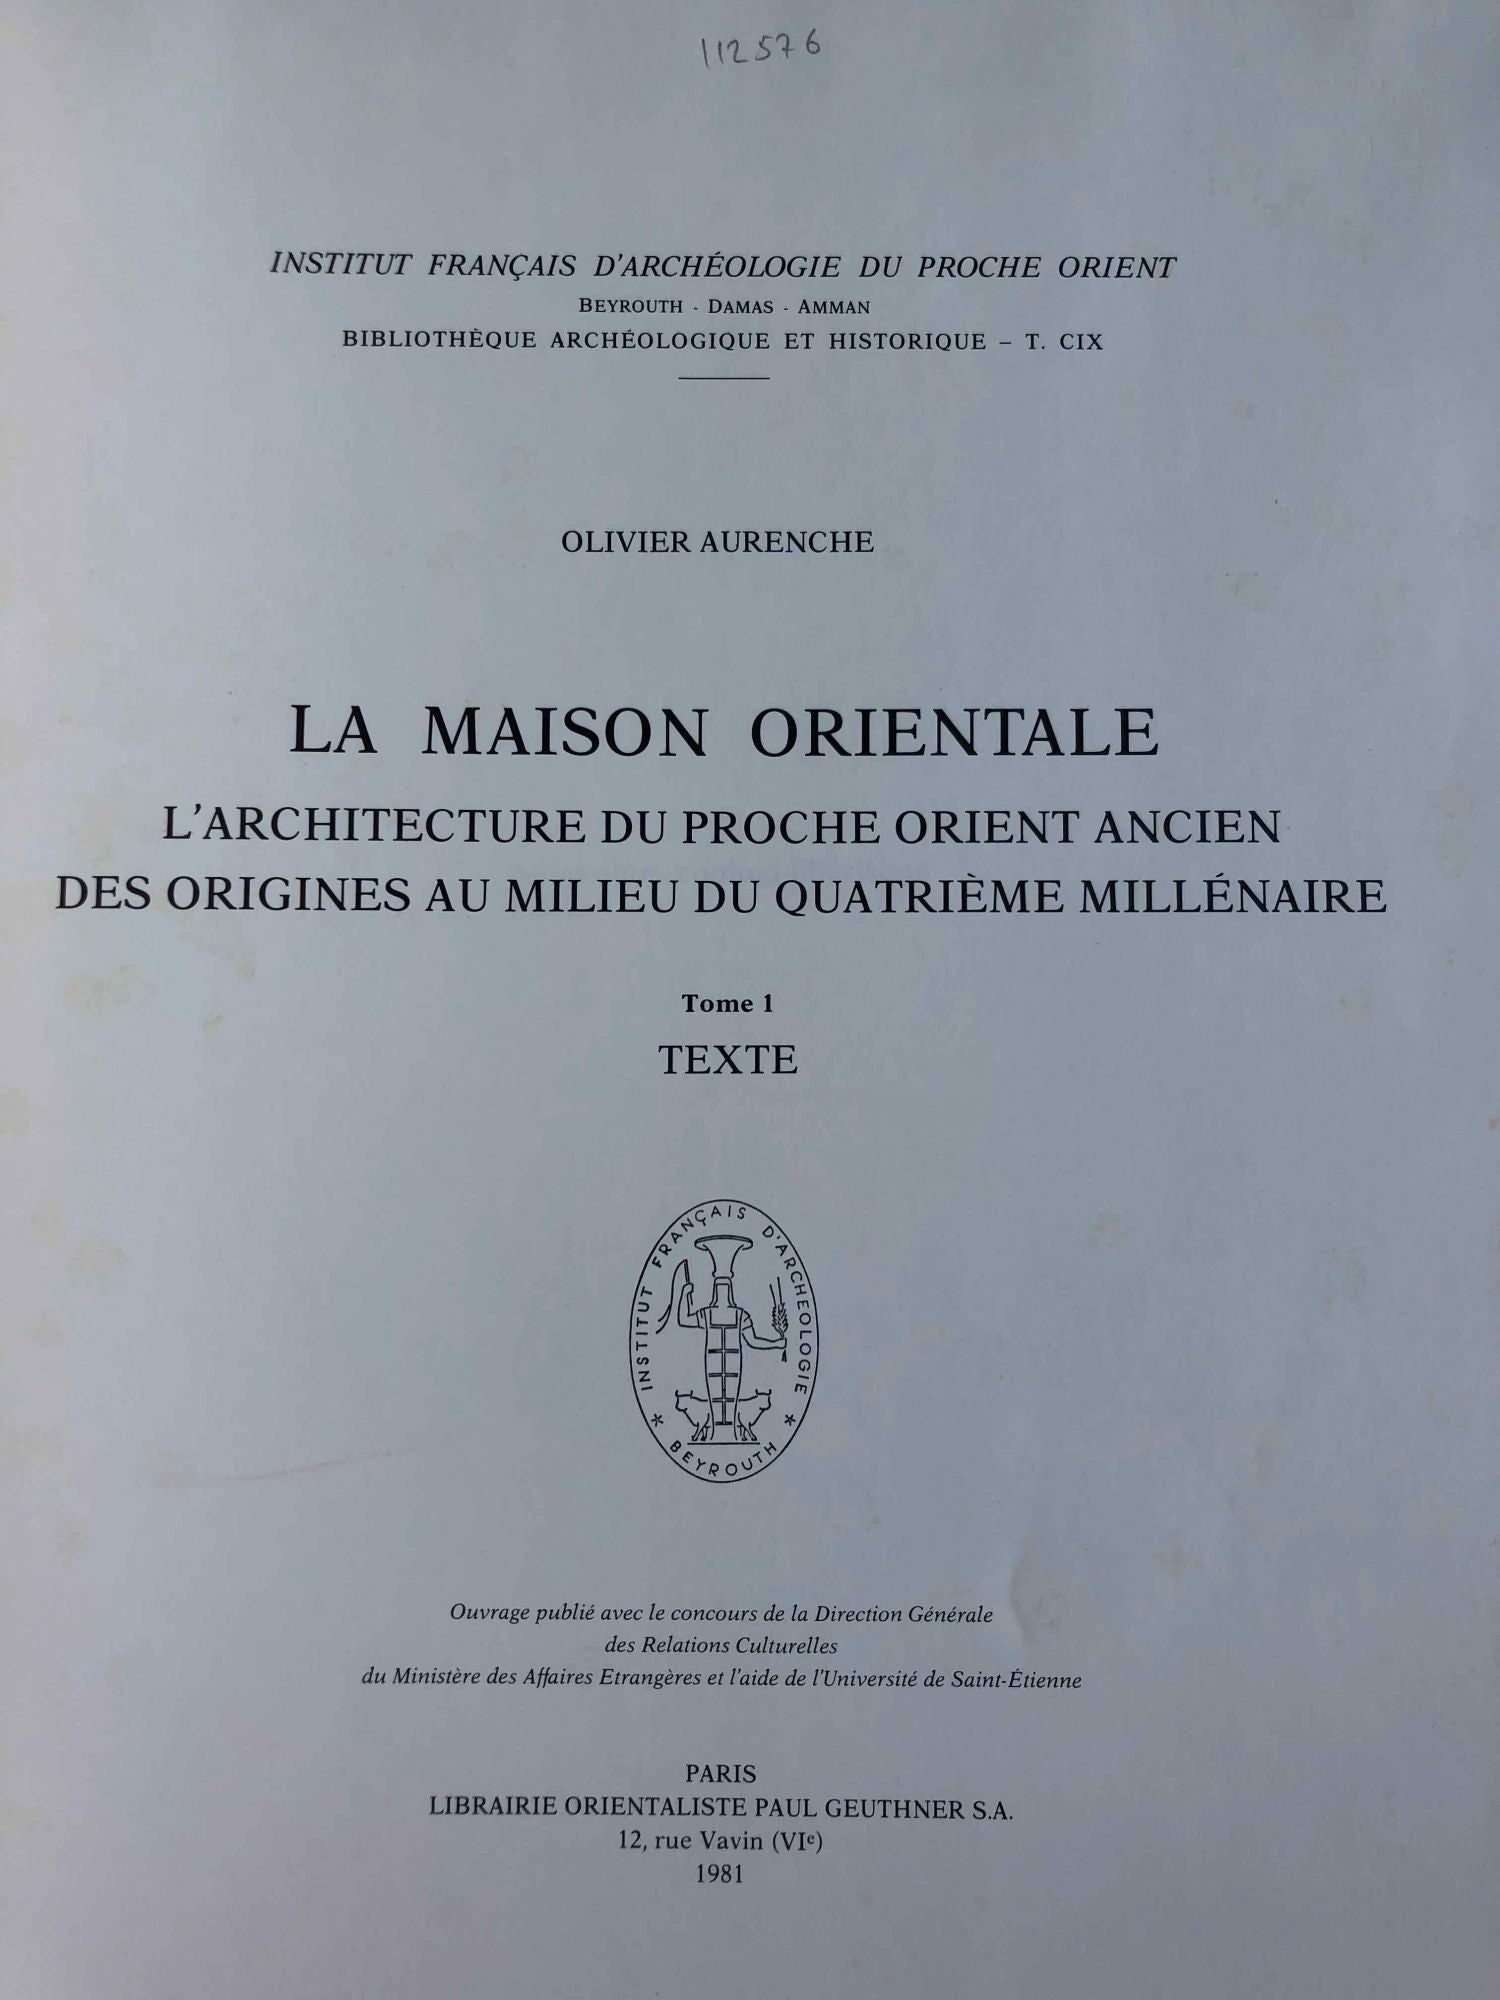 112576
INSTITUT FRANÇAIS D'ARCHÉOLOGIE DU PROCHE ORIENT
BEYROUTH - DAMAS - AMMAN
BIBLIOTHÈQUE ARCHÉOLOGIQUE ET HISTORIQUE – T. CIX
OLIVIER AURENCHE
LA MAISON ORIENTALE
L'ARCHITECTURE DU PROCHE ORIENT ANCIEN
DES ORIGINES AU MILIEU DU QUATRIÈME MILLÉNAIRE
Tome 1
TEXTE
INSTITUT FRANÇAIS D'ARCHEOLOGIE
* BEYROUTH *
Ouvrage publié avec le concours de la Direction Générale
des Relations Culturelles
du Ministère des Affaires Etrangères et l'aide de l'Université de Saint-Étienne
PARIS
LIBRAIRIE ORIENTALISTE PAUL GEUTHNER S.A.
12, rue Vavin (VIe)
1981